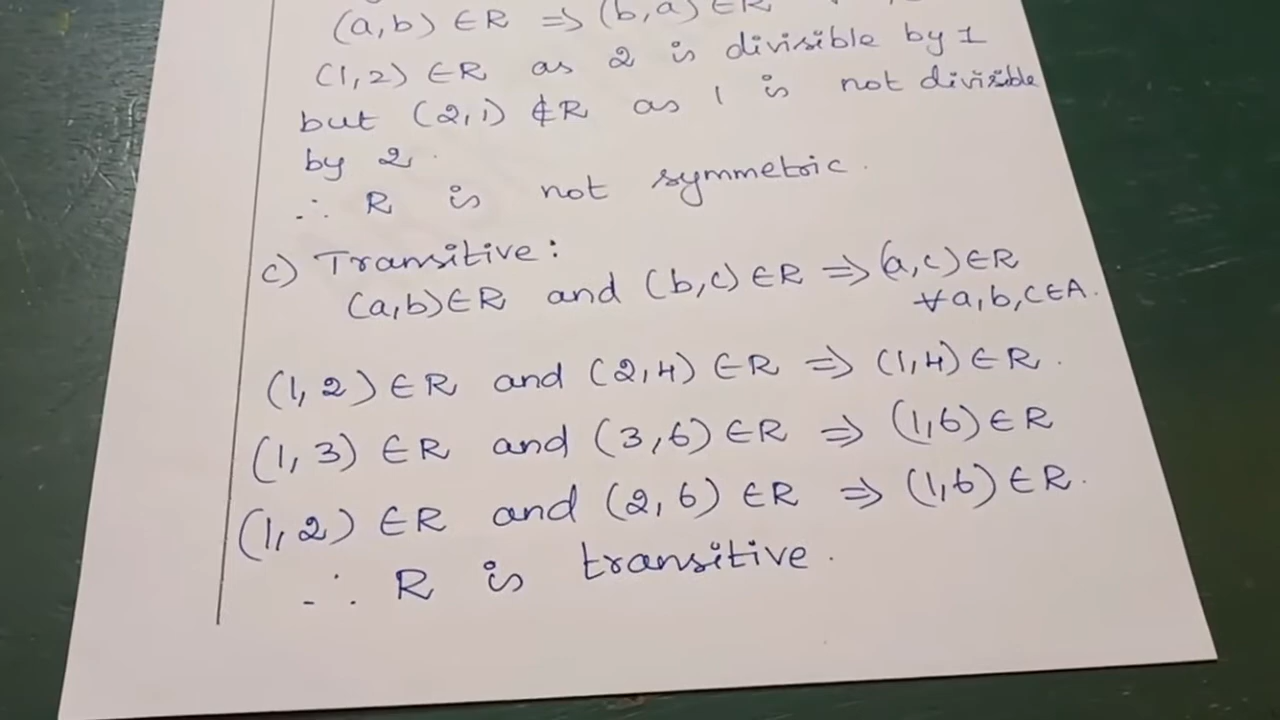 (a,b) ∈R ⇒ (b,a) ∈R
(1,2) ∈R as 2 is divisible by 1
but (2,1) ∉R as 1 is not divisible
by 2.
∴ R is not symmetric.
c) Transitive:
(a,b)∈R and (b,c) ∈R ⇒ (a,c)∈R
∀a,b,c∈A.
(1,2) ∈R and (2,4) ∈R ⇒ (1,4)∈R.
(1,3) ∈R and (3,6) ∈R ⇒ (1,6)∈R
(1,2) ∈R and (2,6) ∈R ⇒ (1,6)∈R.
∴ R is transitive.